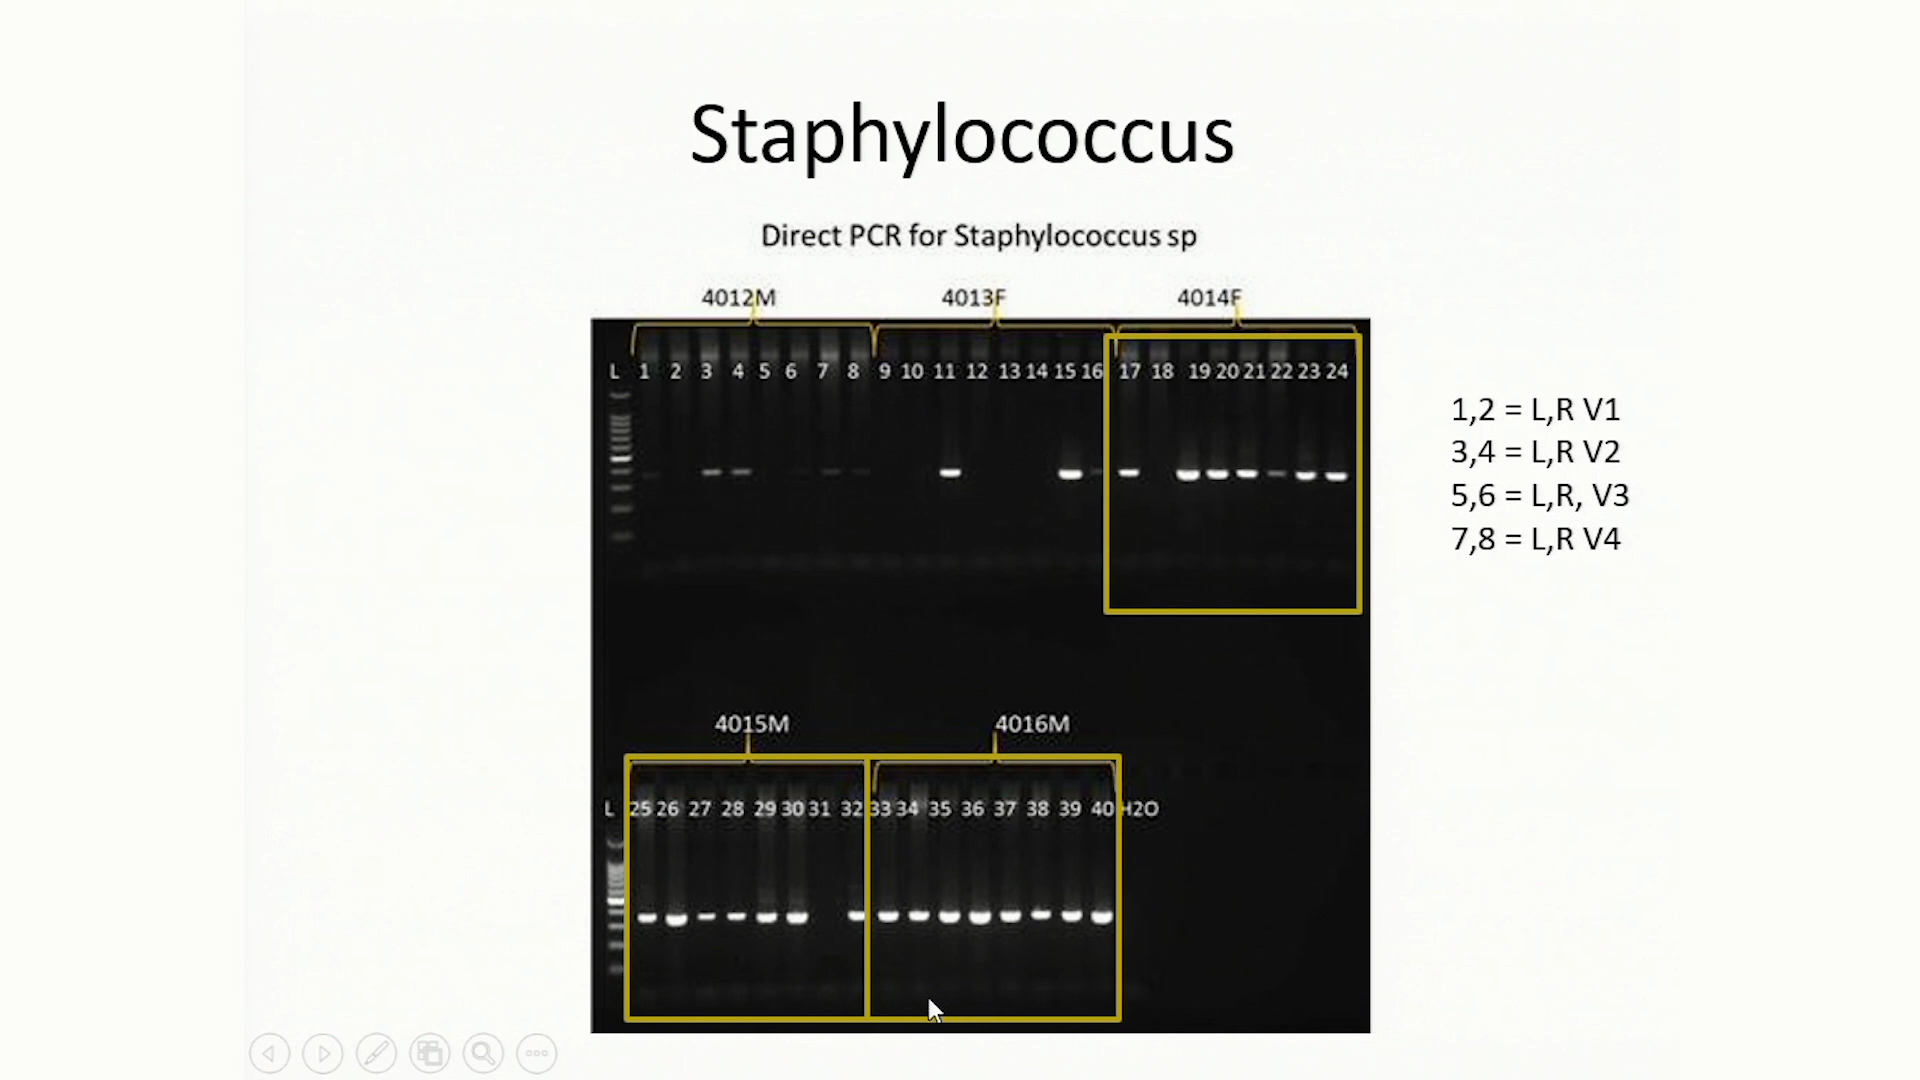 Staphylococcus
Direct PCR for Staphylococcus sp
4012M 4013F 4014F
L 1 2 3 4 5 6 7 8 9 10 11 12 13 14 15 16 17 18 19 20 21 22 23 24
1,2 = L,R V1
3,4 = L,R V2
5,6 = L,R, V3
7,8 = L,R V4
4015M 4016M
L 25 26 27 28 29 30 31 32 33 34 35 36 37 38 39 40 H2O